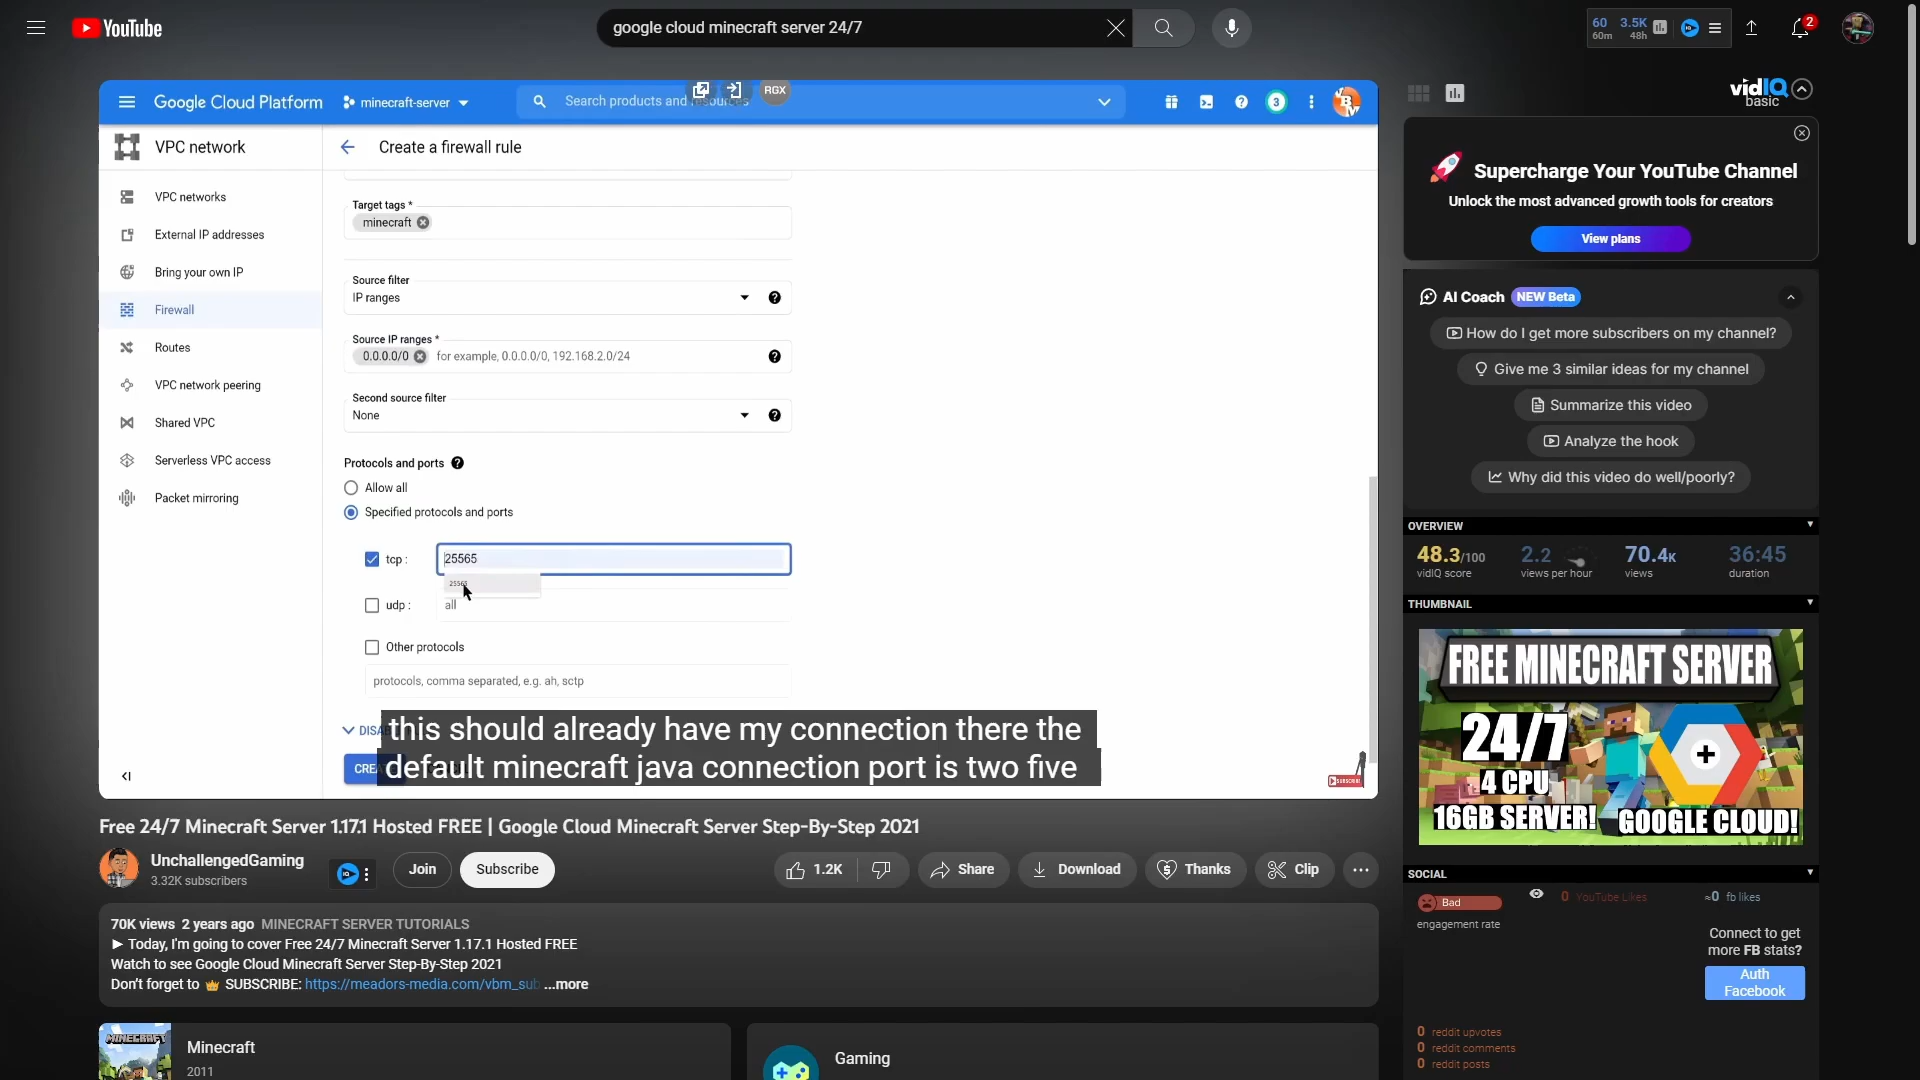 YouTube
google cloud minecraft server 24/7
60 3.5K
60m 48h
2
Google Cloud Platform
minecraft-server
Search products and resources
RGX
3
VPC network
Create a firewall rule
VPC networks
External IP addresses
Bring your own IP
Firewall
Routes
VPC network peering
Shared VPC
Serverless VPC access
Packet mirroring
Target tags *
minecraft
Source filter
IP ranges
Source IP ranges *
0.0.0.0/0 for example, 0.0.0.0/0, 192.168.2.0/24
Second source filter
None
Protocols and ports
Allow all
Specified protocols and ports
tcp : 25565
25565
udp : all
Other protocols
protocols, comma separated, e.g. ah, sctp
DISA
CREA
this should already have my connection there the
default minecraft java connection port is two five
SUBSCRIBE
Free 24/7 Minecraft Server 1.17.1 Hosted FREE | Google Cloud Minecraft Server Step-By-Step 2021
UnchallengedGaming
3.32K subscribers
Join
Subscribe
1.2K
Share
Download
Thanks
Clip
70K views 2 years ago MINECRAFT SERVER TUTORIALS
► Today, I'm going to cover Free 24/7 Minecraft Server 1.17.1 Hosted FREE
Watch to see Google Cloud Minecraft Server Step-By-Step 2021
Don't forget to 👑 SUBSCRIBE: https://meadors-media.com/vbm_sub ...more
MINECRAFT
Minecraft
2011
Gaming
vidIQ
basic
Supercharge Your YouTube Channel
Unlock the most advanced growth tools for creators
View plans
AI Coach NEW Beta
How do I get more subscribers on my channel?
Give me 3 similar ideas for my channel
Summarize this video
Analyze the hook
Why did this video do well/poorly?
OVERVIEW
48.3/100 2.2 70.4K 36:45
vidIQ score views per hour views duration
THUMBNAIL
FREE MINECRAFT SERVER
24/7
4 CPU
16GB SERVER!
GOOGLE CLOUD!
SOCIAL
Bad
engagement rate
0 YouTube Likes
≈0 fb likes
Connect to get
more FB stats?
Auth
Facebook
0 reddit upvotes
0 reddit comments
0 reddit posts